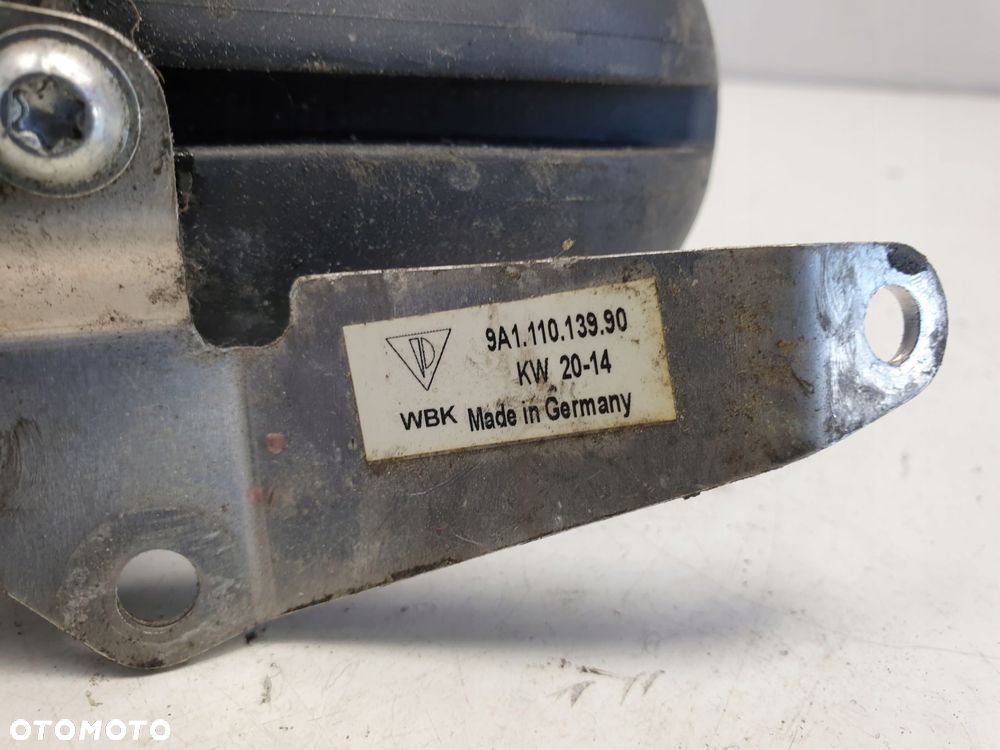 9A1.110.139.90
KW 20-14
WBK Made in Germany
OTOMOTO